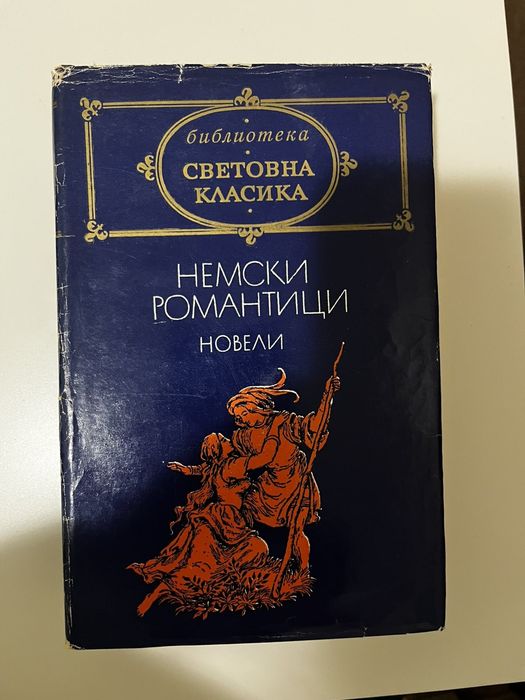 библиотека
СВЕТОВНА
КЛАСИКА
НЕМСКИ
РОМАНТИЦИ
НОВЕЛИ